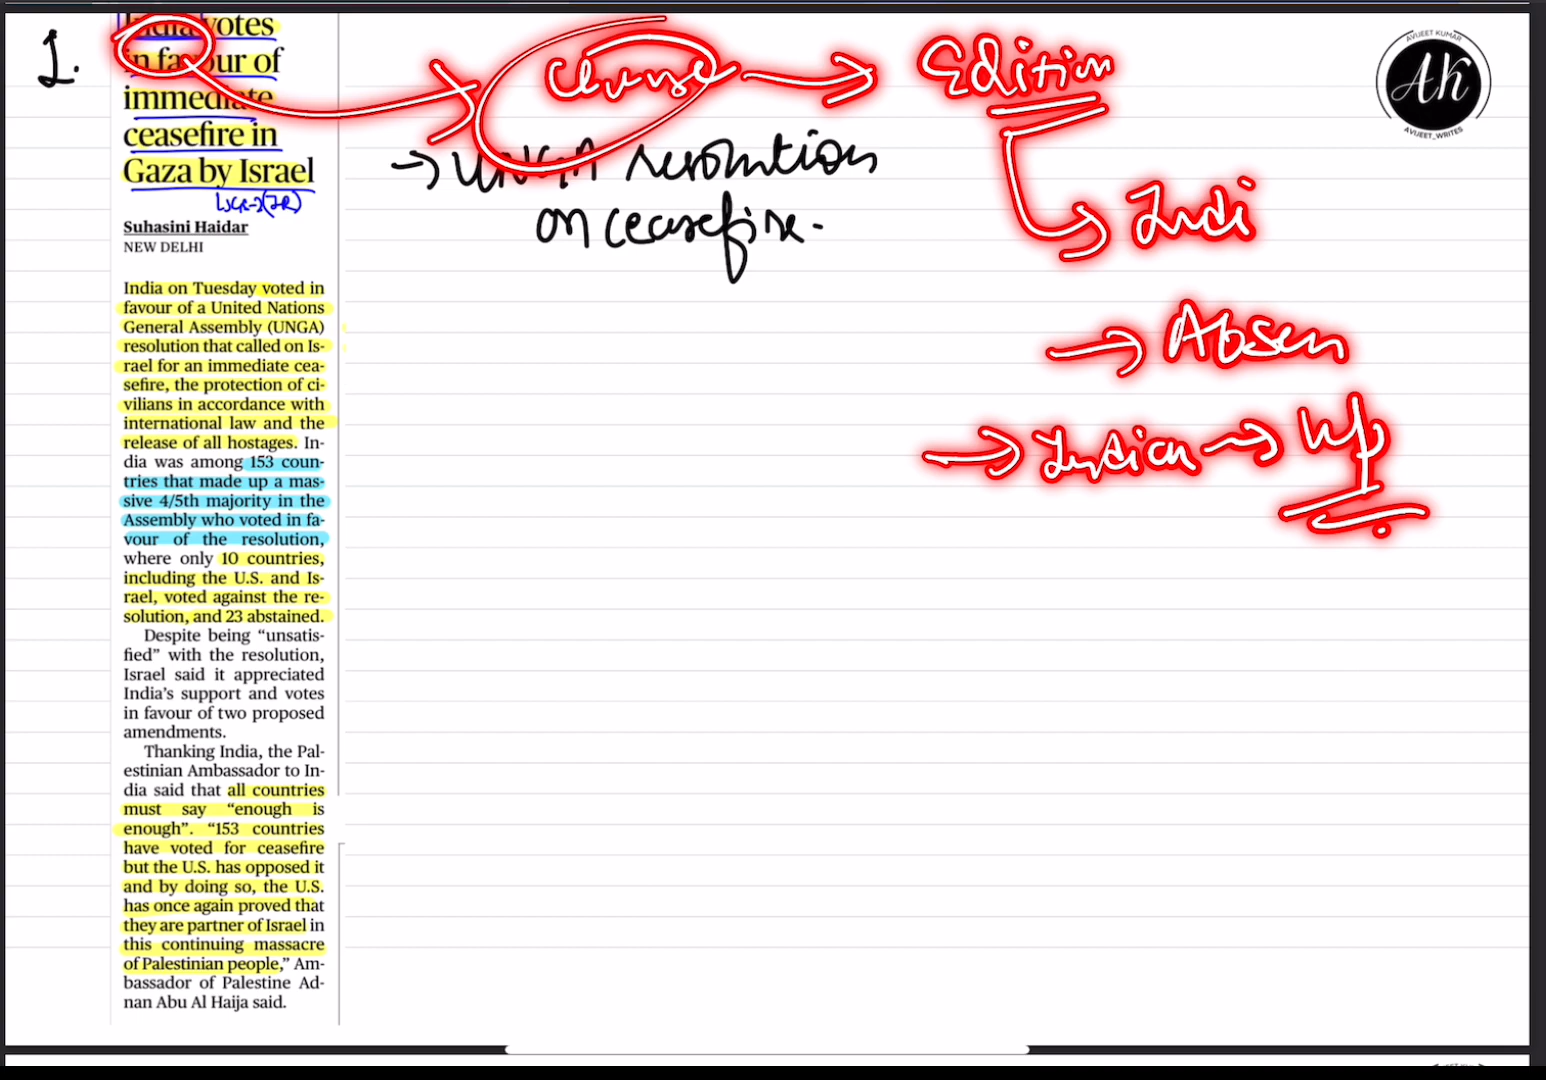 1.
India votes
in favour of
immediate
ceasefire in
Gaza by Israel
Suhasini Haidar
NEW DELHI
India on Tuesday voted in
favour of a United Nations
General Assembly (UNGA)
resolution that called on Is-
rael for an immediate cea-
sefire, the protection of ci-
vilians in accordance with
international law and the
release of all hostages. In-
dia was among 153 coun-
tries that made up a mas-
sive 4/5th majority in the
Assembly who voted in fa-
vour of the resolution,
where only 10 countries,
including the U.S. and Is-
rael, voted against the re-
solution, and 23 abstained.
Despite being “unsatis-
fied” with the resolution,
Israel said it appreciated
India’s support and votes
in favour of two proposed
amendments.
Thanking India, the Pal-
estinian Ambassador to In-
dia said that all countries
must say “enough is
enough”. “153 countries
have voted for ceasefire
but the U.S. has opposed it
and by doing so, the U.S.
has once again proved that
they are partner of Israel in
this continuing massacre
of Palestinian people,” Am-
bassador of Palestine Ad-
nan Abu Al Haija said.
→ UNGA resolution
on ceasefire.
→ Edition
→ Indi
→ Absen
→ Indian →
AVIJEET KUMAR
AK
AVIJEET_WRITES